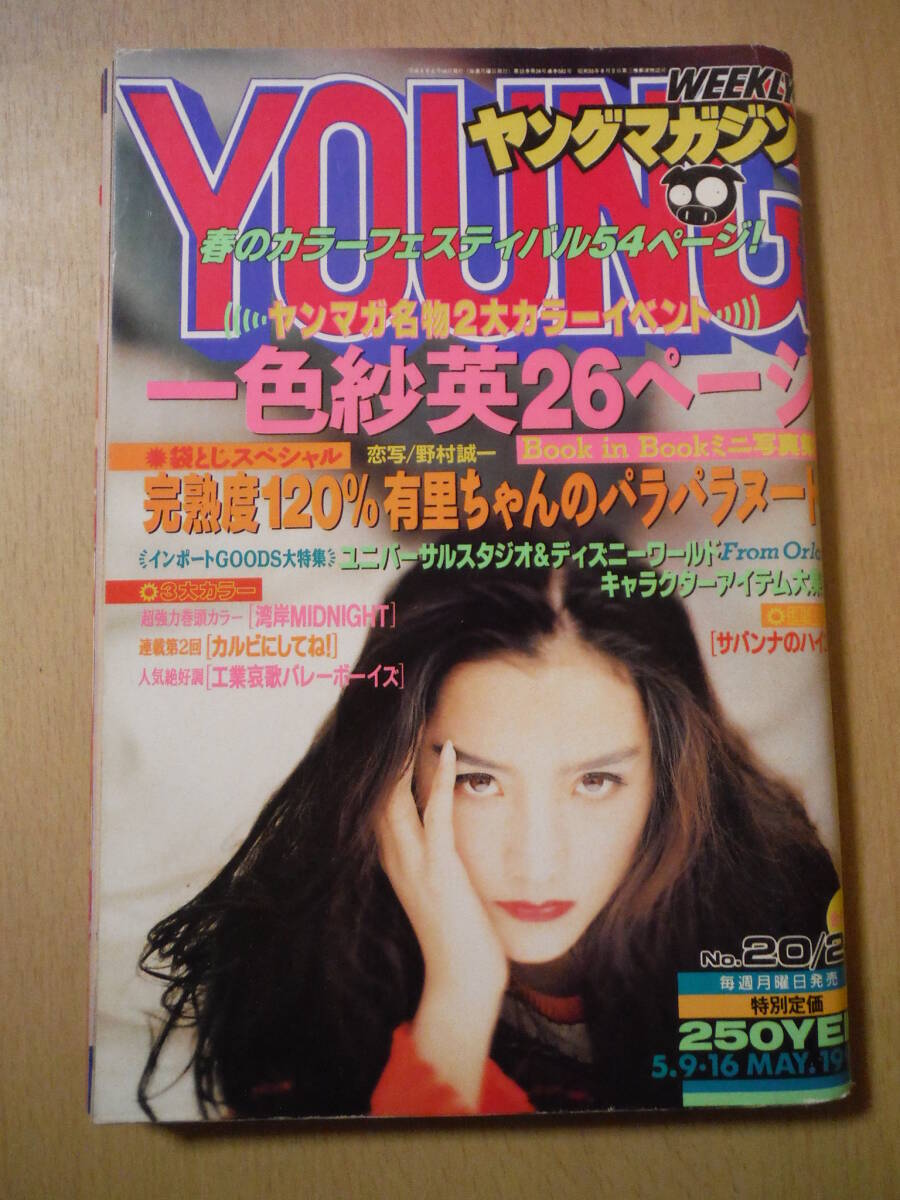 WEEKLY
YOUNG
ヤングマガジン
春のカラーフェスティバル54ページ!
ヤンマガ名物2大カラーイベント
一色紗英26ページ
袋とじスペシャル
恋写/野村誠一
Book in Bookミニ写真集
完熟度120%有里ちゃんのパラパラヌード
インポートGOODS大特集
ユニバーサルスタジオ&ディズニーワールド From
キャラクターアイテム大
3大カラー
超強力巻頭カラー[湾岸MIDNIGHT]
連載第2回[カルビにしてね!]
人気絶好調[工業哀歌バレーボーイズ]
[サバンナのハイ
No.20/2
毎週月曜日発売
特別定価
250YEN
5.9・16 MAY. 19